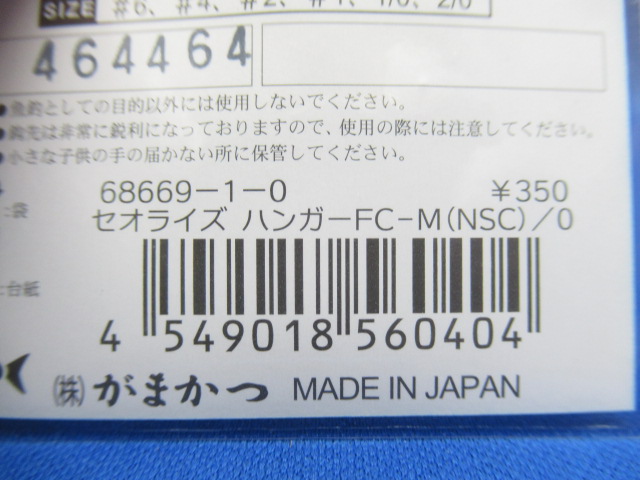 SIZE #6、#4、#2、#1、1/0、2/0
464464
●魚釣としての目的以外には使用しないでください。
●鈎先は非常に鋭利になっておりますので、使用の際には注意してください。
●小さな子供の手の届かない所に保管してください。
68669-1-0 ¥350
:袋
セオライズ ハンガーFC-M(NSC)/0
:台紙
4 549018 560404
㈱がまかつ MADE IN JAPAN